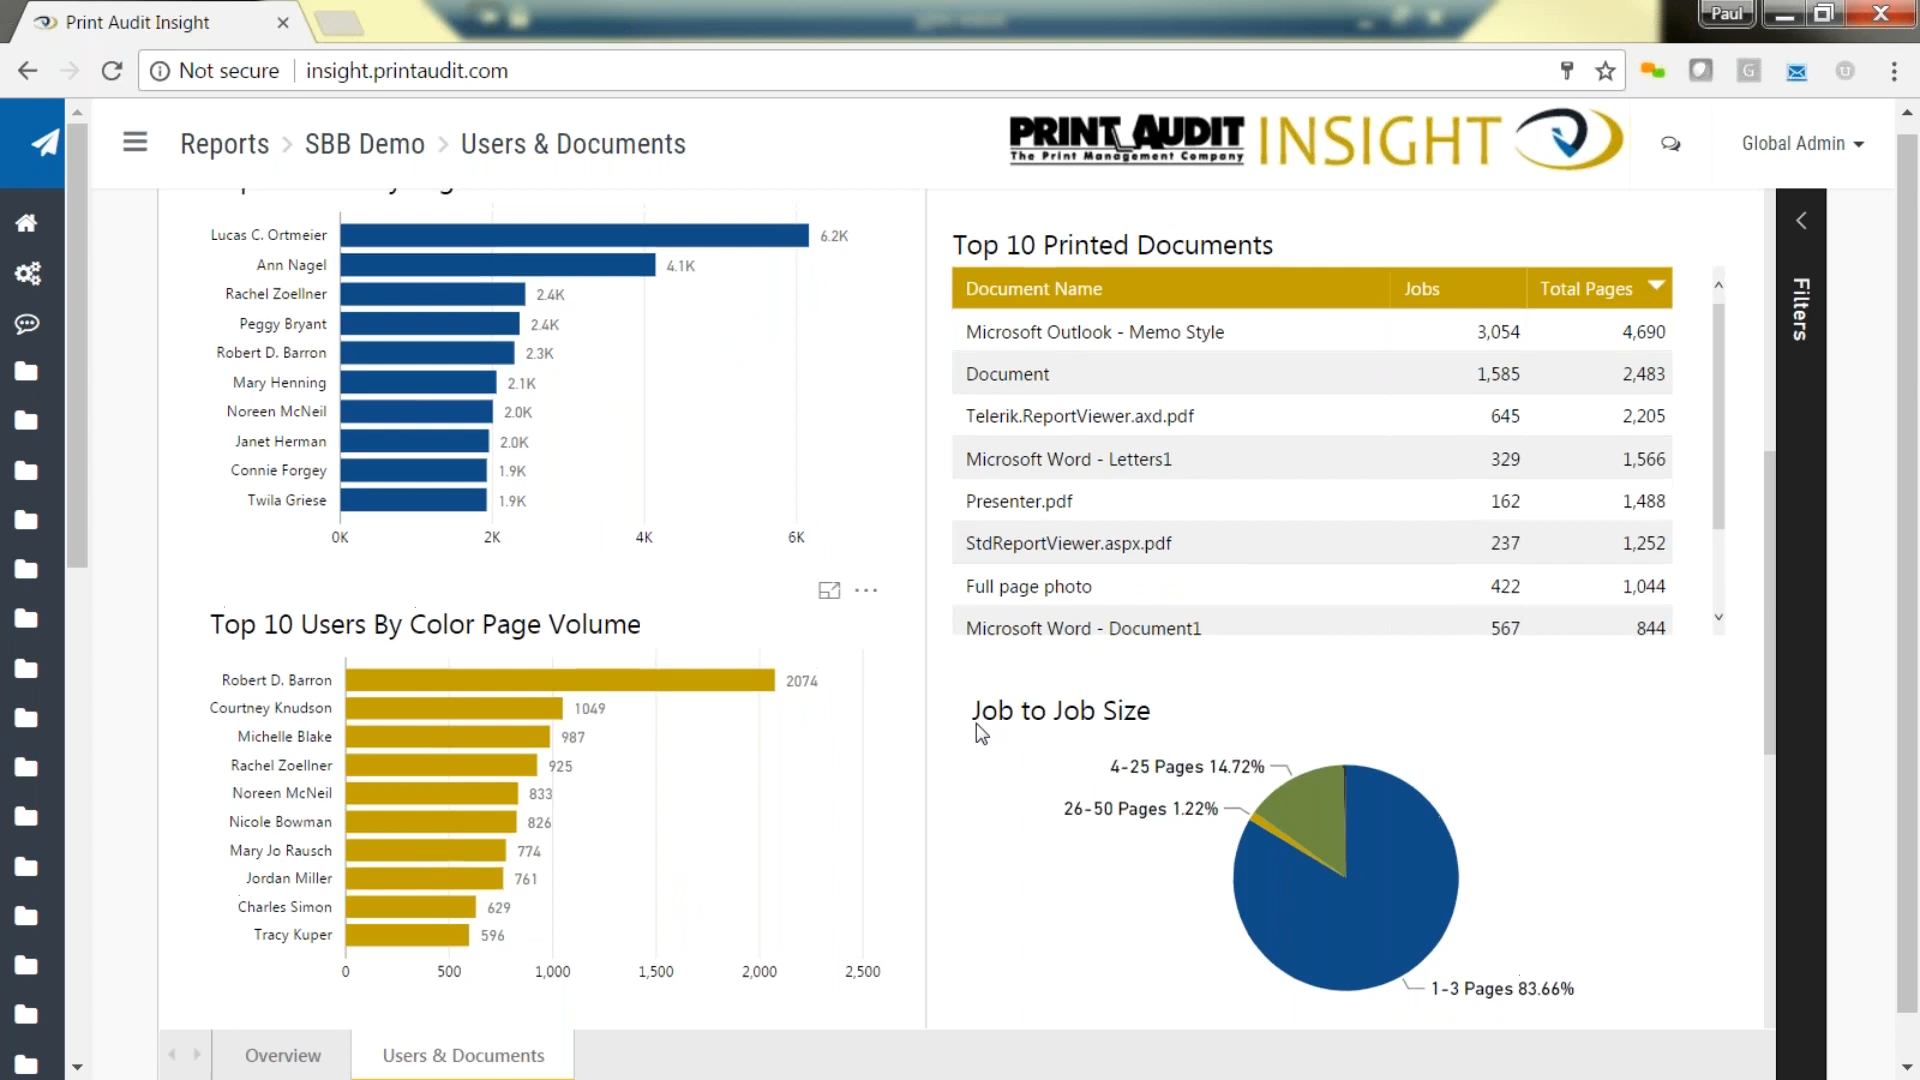 Print Audit Insight
Paul
Not secure
insight.printaudit.com
Reports > SBB Demo > Users & Documents
PRINT AUDIT INSIGHT
The Print Management Company
Global Admin
Lucas C. Ortmeier 6.2K
Ann Nagel 4.1K
Rachel Zoellner 2.4K
Peggy Bryant 2.4K
Robert D. Barron 2.3K
Mary Henning 2.1K
Noreen McNeil 2.0K
Janet Herman 2.0K
Connie Forgey 1.9K
Twila Griese 1.9K
0K 2K 4K 6K
Top 10 Users By Color Page Volume
Robert D. Barron 2074
Courtney Knudson 1049
Michelle Blake 987
Rachel Zoellner 925
Noreen McNeil 833
Nicole Bowman 826
Mary Jo Rausch 774
Jordan Miller 761
Charles Simon 629
Tracy Kuper 596
0 500 1,000 1,500 2,000 2,500
Top 10 Printed Documents
Document Name Jobs Total Pages
Microsoft Outlook - Memo Style 3,054 4,690
Document 1,585 2,483
Telerik.ReportViewer.axd.pdf 645 2,205
Microsoft Word - Letters1 329 1,566
Presenter.pdf 162 1,488
StdReportViewer.aspx.pdf 237 1,252
Full page photo 422 1,044
Microsoft Word - Document1 567 844
Job to Job Size
4-25 Pages 14.72%
26-50 Pages 1.22%
1-3 Pages 83.66%
Filters
Overview
Users & Documents